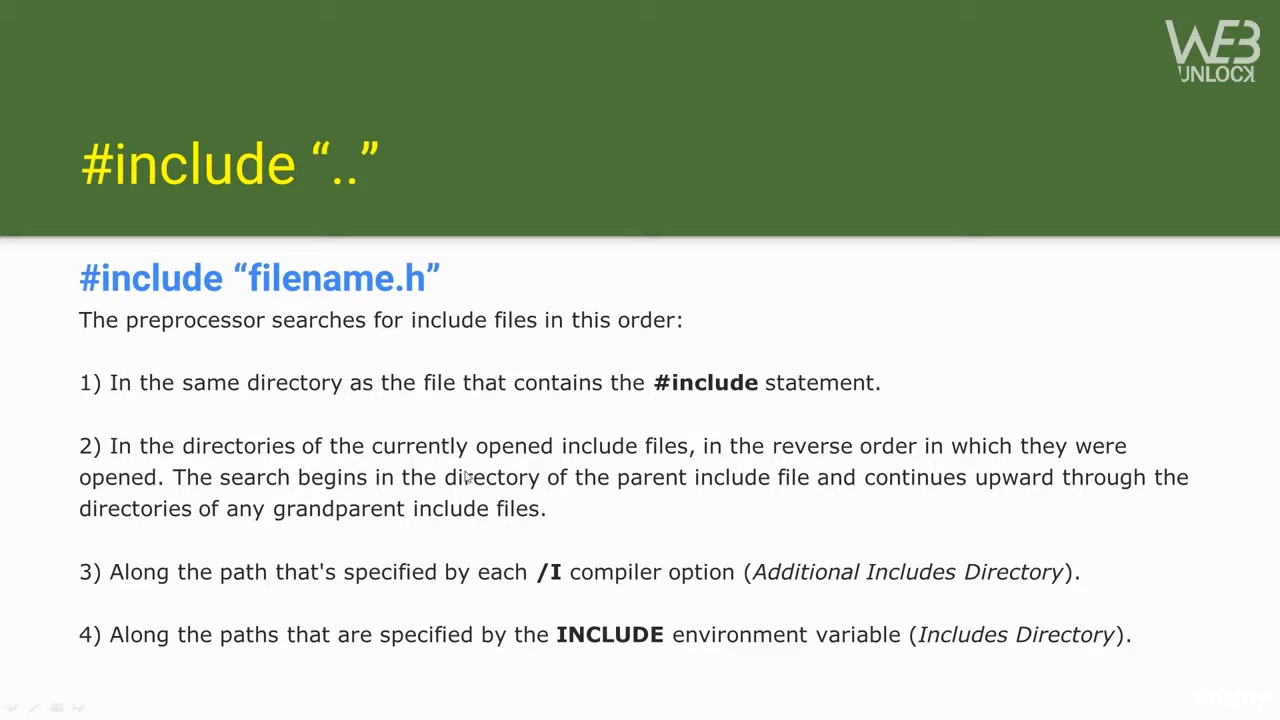 WEB
UNLOCK
#include “..”
#include “filename.h”
The preprocessor searches for include files in this order:
1) In the same directory as the file that contains the #include statement.
2) In the directories of the currently opened include files, in the reverse order in which they were
opened. The search begins in the directory of the parent include file and continues upward through the
directories of any grandparent include files.
3) Along the path that's specified by each /I compiler option (Additional Includes Directory).
4) Along the paths that are specified by the INCLUDE environment variable (Includes Directory).
udemy